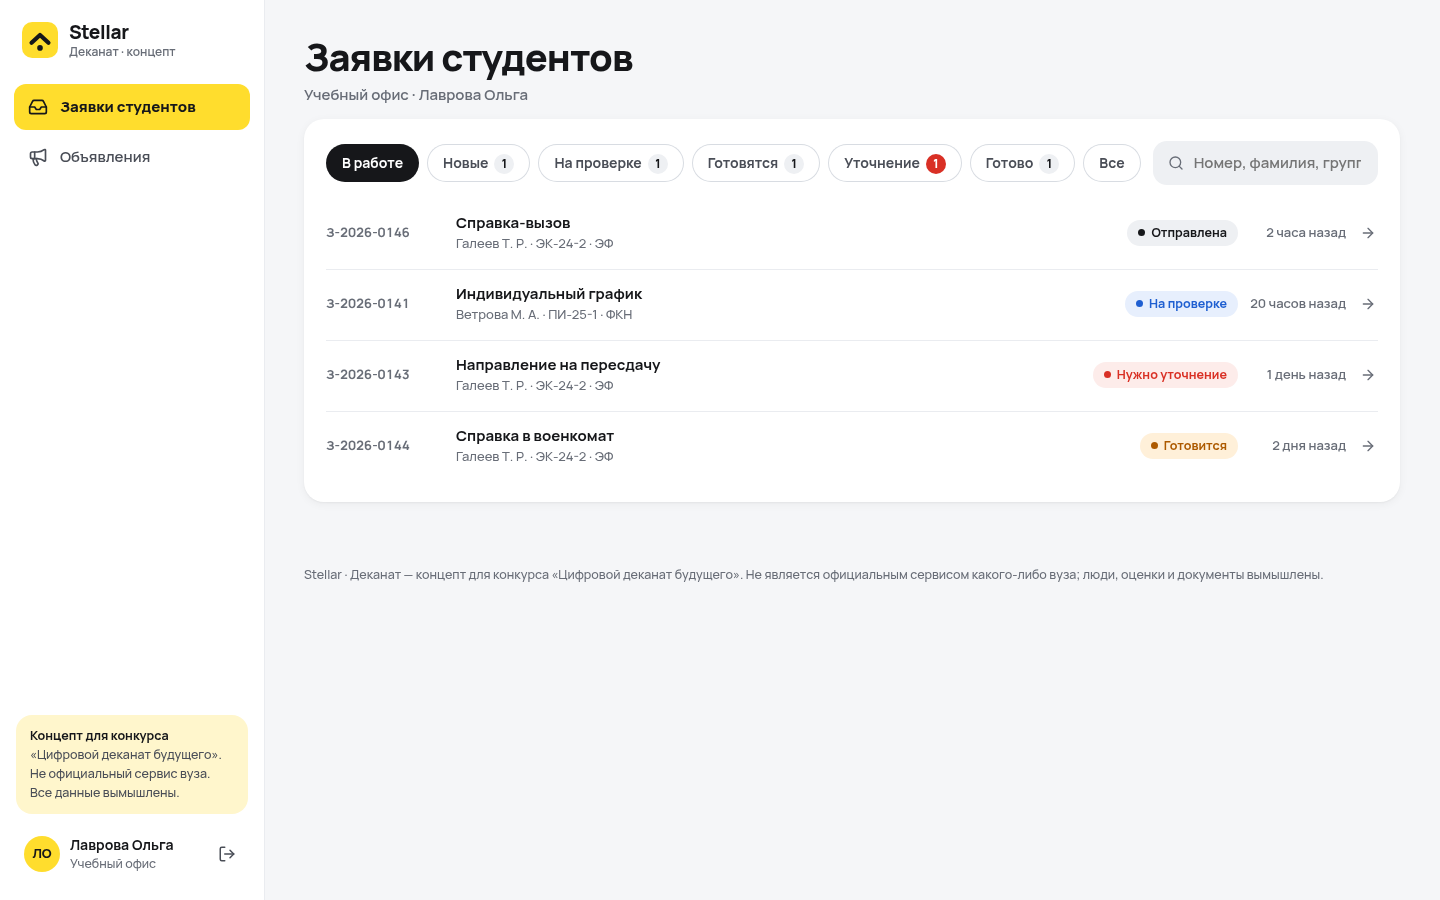 Stellar
Деканат · концепт
Заявки студентов
Объявления
Концепт для конкурса
«Цифровой деканат будущего».
Не официальный сервис вуза.
Все данные вымышлены.
ЛО
Лаврова Ольга
Учебный офис
Заявки студентов
Учебный офис · Лаврова Ольга
В работе
Новые 1
На проверке 1
Готовятся 1
Уточнение 1
Готово 1
Все
Номер, фамилия, груп
З-2026-0146
Справка-вызов
Галеев Т. Р. · ЭК-24-2 · ЭФ
Отправлена
2 часа назад
З-2026-0141
Индивидуальный график
Ветрова М. А. · ПИ-25-1 · ФКН
На проверке
20 часов назад
З-2026-0143
Направление на пересдачу
Галеев Т. Р. · ЭК-24-2 · ЭФ
Нужно уточнение
1 день назад
З-2026-0144
Справка в военкомат
Галеев Т. Р. · ЭК-24-2 · ЭФ
Готовится
2 дня назад
Stellar · Деканат — концепт для конкурса «Цифровой деканат будущего». Не является официальным сервисом какого-либо вуза; люди, оценки и документы вымышлены.